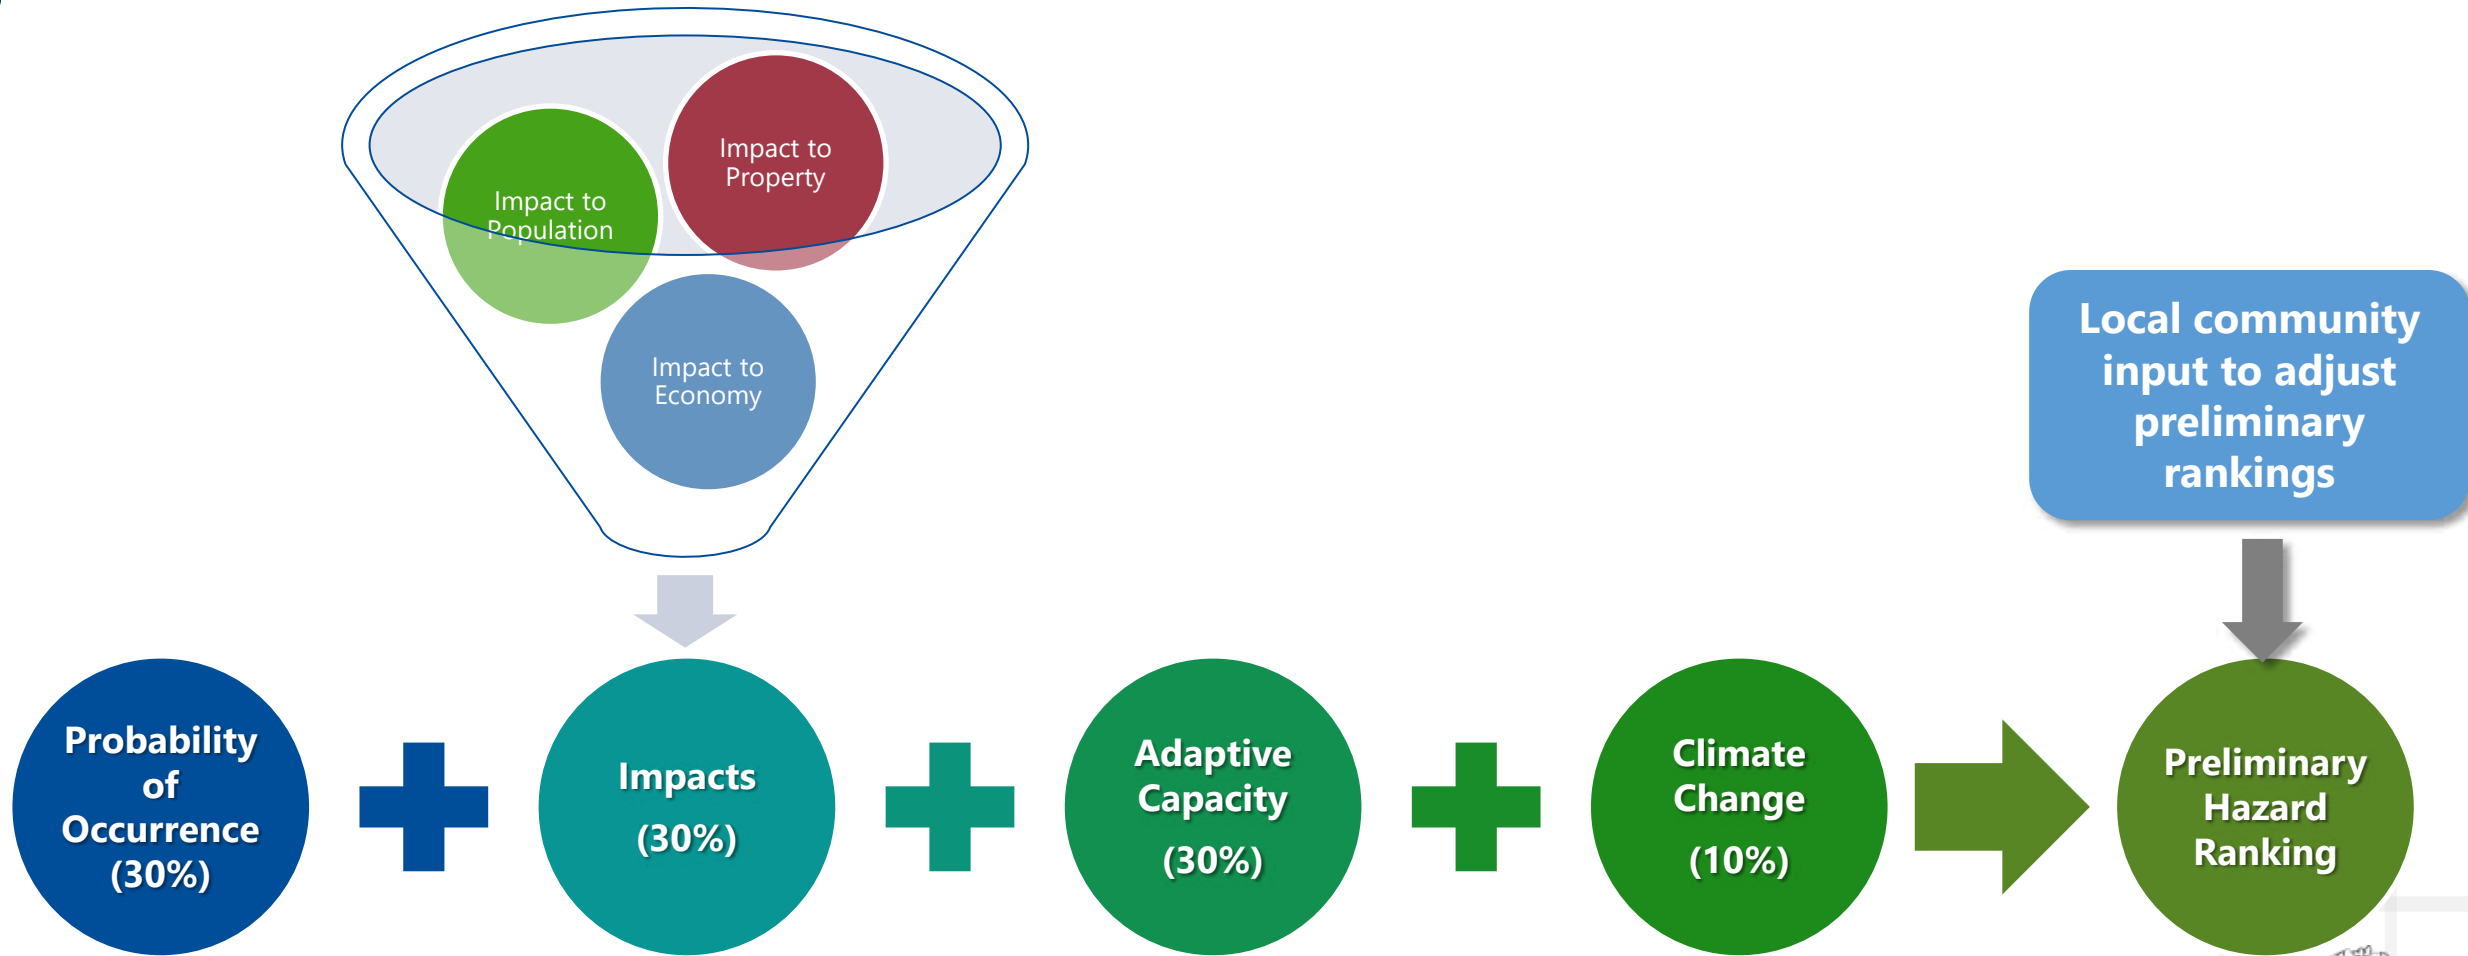 Impact to
Property
Impact to
Population
Impact to
Economy
Local community
input to adjust
preliminary
rankings
Probability
of
Occurrence
(30%)
Impacts
(30%)
Adaptive
Capacity
(30%)
Climate
Change
(10%)
Preliminary
Hazard
Ranking